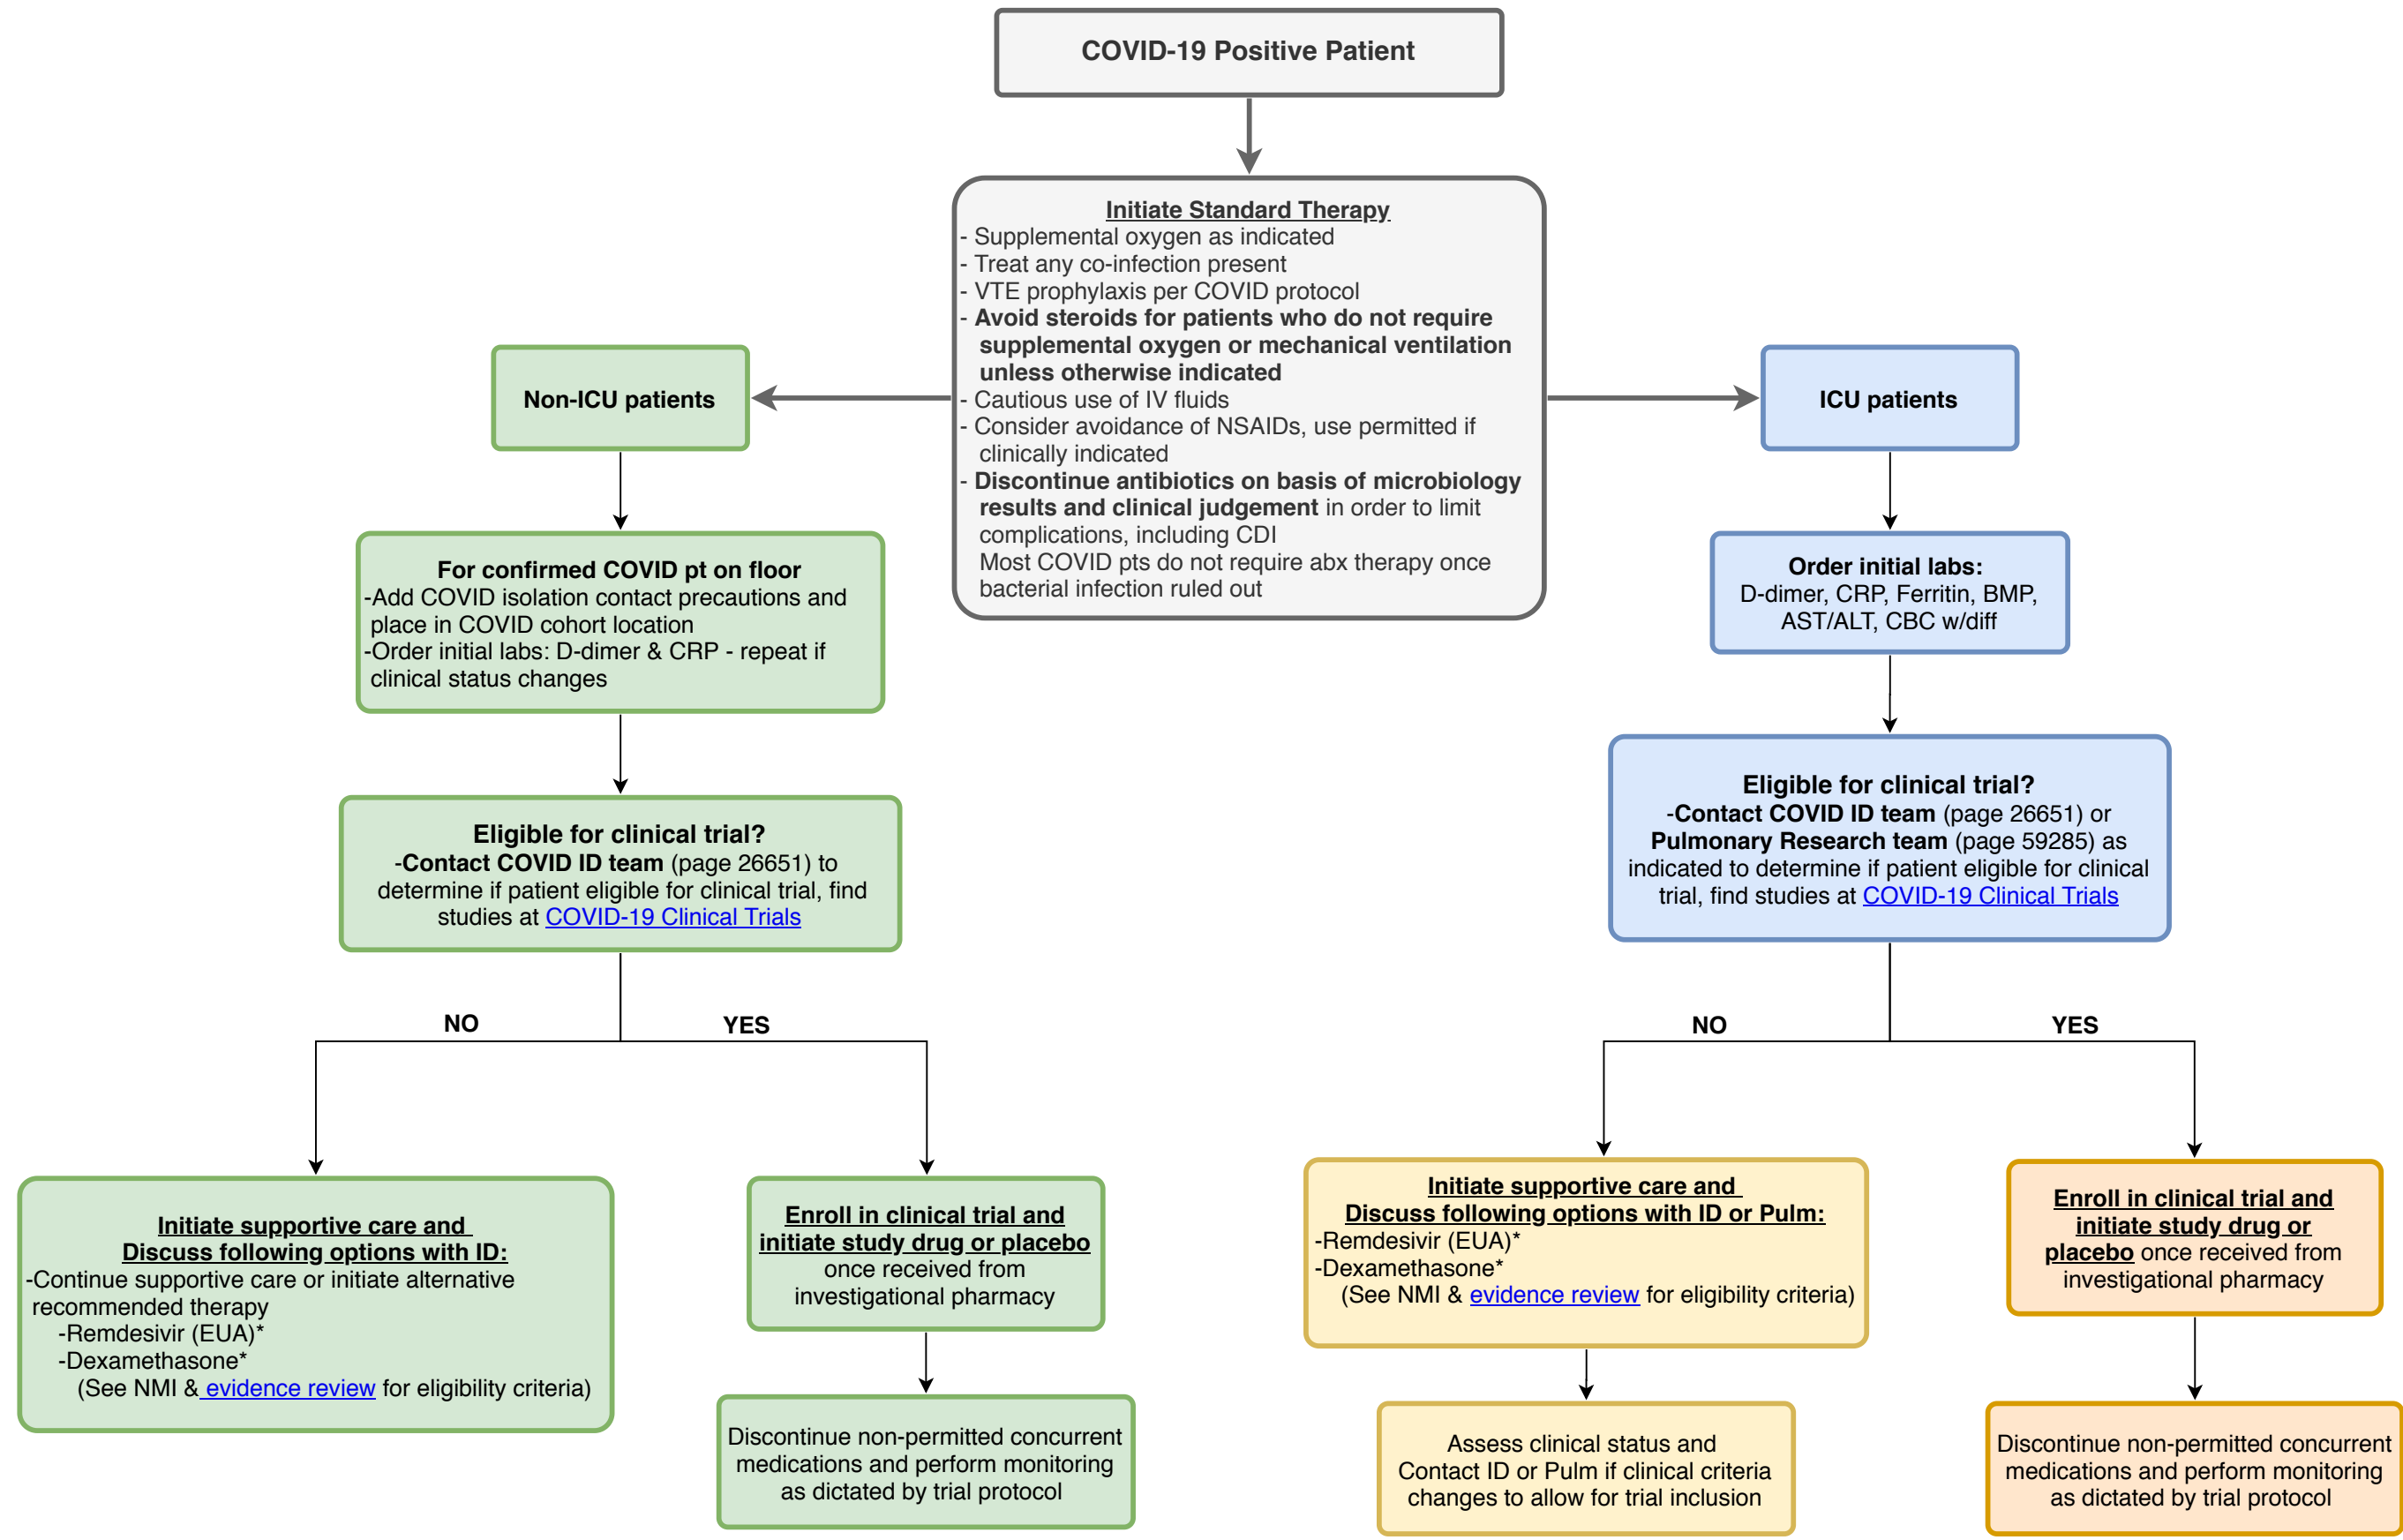 COVID-19 Positive Patient
Initiate Standard Therapy
- Supplemental oxygen as indicated
- Treat any co-infection present
- VTE prophylaxis per COVID protocol
- Avoid steroids for patients who do not require
supplemental oxygen or mechanical ventilation
unless otherwise indicated
- Cautious use of IV fluids
- Consider avoidance of NSAIDs, use permitted if
clinically indicated
- Discontinue antibiotics on basis of microbiology
results and clinical judgement in order to limit
complications, including CDI
Most COVID pts do not require abx therapy once
bacterial infection ruled out
Non-ICU patients
For confirmed COVID pt on floor
-Add COVID isolation contact precautions and
place in COVID cohort location
-Order initial labs: D-dimer & CRP - repeat if
clinical status changes
Eligible for clinical trial?
-Contact COVID ID team (page 26651) to
determine if patient eligible for clinical trial, find
studies at COVID-19 Clinical Trials
NO
YES
Initiate supportive care and
Discuss following options with ID:
-Continue supportive care or initiate alternative
recommended therapy
-Remdesivir (EUA)*
-Dexamethasone*
(See NMI & evidence review for eligibility criteria)
Enroll in clinical trial and
initiate study drug or placebo
once received from
investigational pharmacy
Discontinue non-permitted concurrent
medications and perform monitoring
as dictated by trial protocol
ICU patients
Order initial labs:
D-dimer, CRP, Ferritin, BMP,
AST/ALT, CBC w/diff
Eligible for clinical trial?
-Contact COVID ID team (page 26651) or
Pulmonary Research team (page 59285) as
indicated to determine if patient eligible for clinical
trial, find studies at COVID-19 Clinical Trials
NO
YES
Initiate supportive care and
Discuss following options with ID or Pulm:
-Remdesivir (EUA)*
-Dexamethasone*
(See NMI & evidence review for eligibility criteria)
Assess clinical status and
Contact ID or Pulm if clinical criteria
changes to allow for trial inclusion
Enroll in clinical trial and
initiate study drug or
placebo once received from
investigational pharmacy
Discontinue non-permitted concurrent
medications and perform monitoring
as dictated by trial protocol